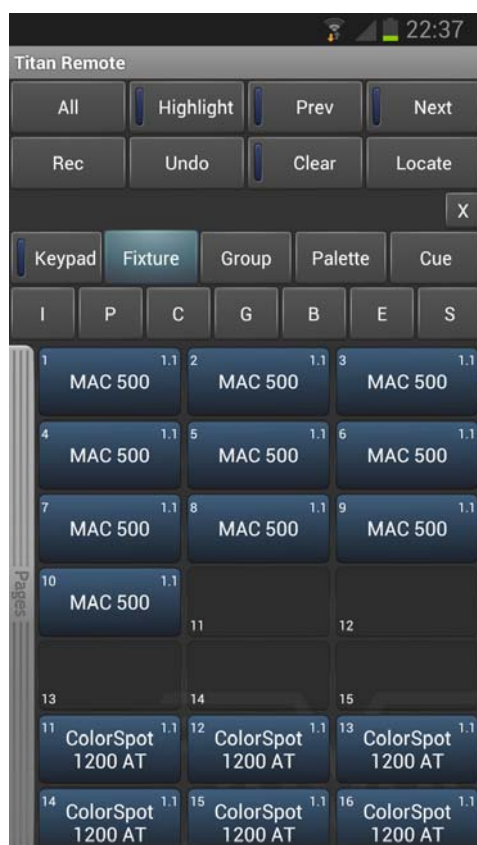 22:37
Titan Remote
All Highlight Prev Next
Rec Undo Clear Locate
X
Keypad Fixture Group Palette Cue
I P C G B E S
1 1.1 2 1.1 3 1.1
MAC 500 MAC 500 MAC 500
4 1.1 5 1.1 6 1.1
MAC 500 MAC 500 MAC 500
7 1.1 8 1.1 9 1.1
MAC 500 MAC 500 MAC 500
Pages
10 1.1
MAC 500
11 12
13 14 15
11 1.1 12 1.1 13 1.1
ColorSpot ColorSpot ColorSpot
1200 AT 1200 AT 1200 AT
14 1.1 15 1.1 16 1.1
ColorSpot ColorSpot ColorSpot
1200 AT 1200 AT 1200 AT